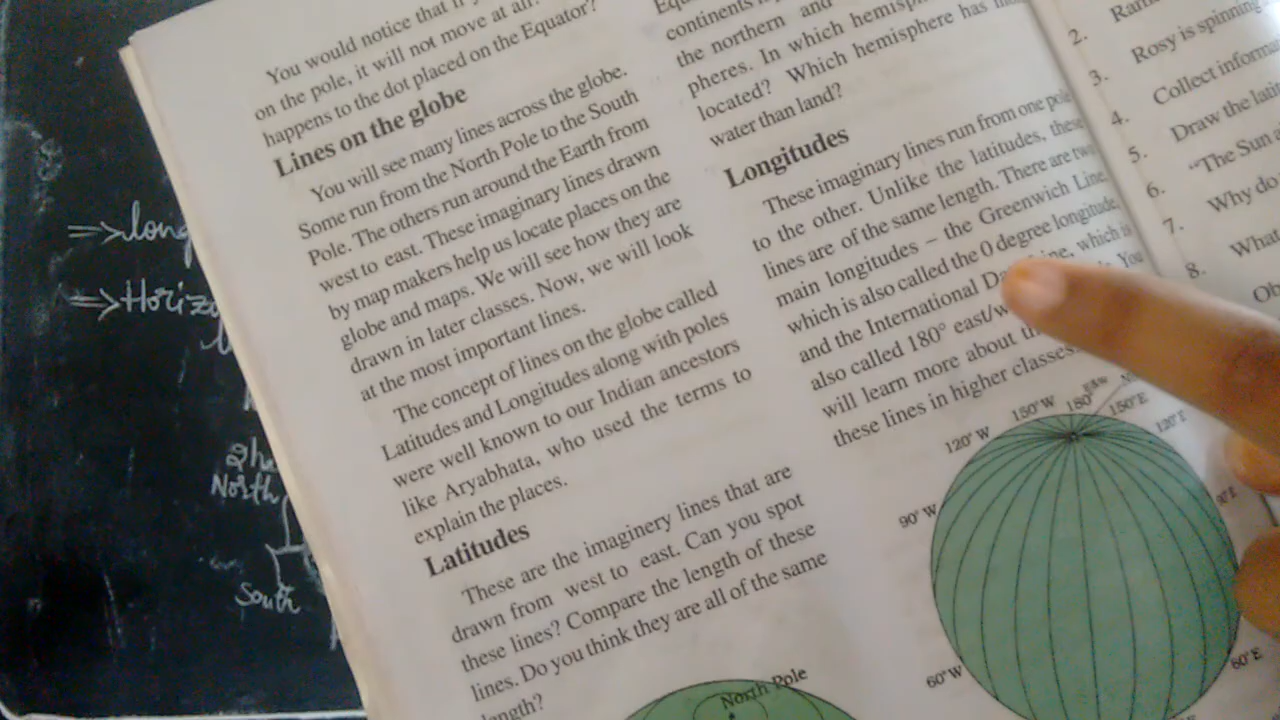 You would notice that if
on the pole, it will not move at all.
happens to the dot placed on the Equator?
Lines on the globe
You will see many lines across the globe.
Some run from the North Pole to the South
Pole. The others run around the Earth from
west to east. These imaginary lines drawn
by map makers help us locate places on the
globe and maps. We will see how they are
drawn in later classes. Now, we will look
at the most important lines.
The concept of lines on the globe called
Latitudes and Longitudes along with poles
were well known to our Indian ancestors
like Aryabhata, who used the terms to
explain the places.
Latitudes
These are the imaginery lines that are
drawn from west to east. Can you spot
these lines? Compare the length of these
lines. Do you think they are all of the same
length?
North Pole
continents
the northern and
pheres. In which
located? Which hemisphere has
water than land?
Longitudes
These imaginary lines run from one pole
to the other. Unlike the latitudes, these
lines are of the same length. There are two
main longitudes – the Greenwich Line
which is also called the 0 degree longitude,
and the International which is
also called 180° You
will learn more about
these lines in higher classes.
180°
150°W
150°E
120°W
120°E
90°W
60°W
60°E
2.
3. Rosy is spinning
4. Collect
5. Draw the
6. "The Sun
7. Why do
8. What
North
South